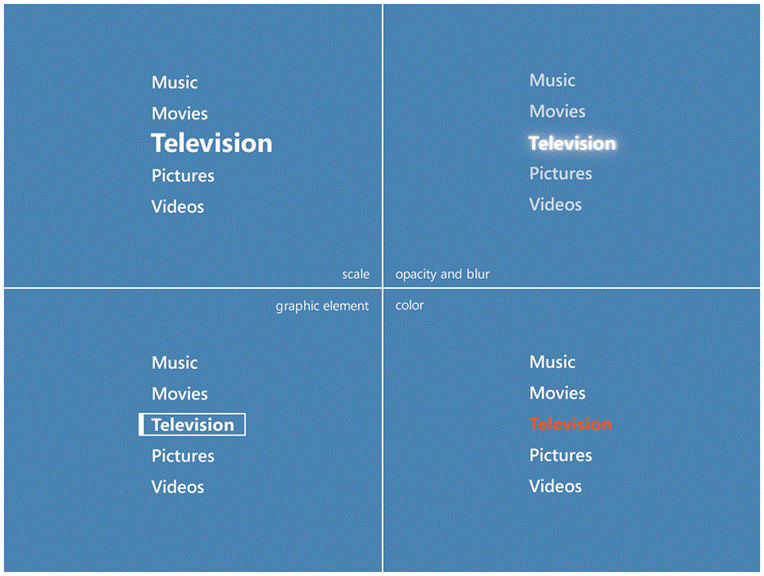 Music
Movies
Television
Pictures
Videos
scale
Music
Movies
Television
Pictures
Videos
opacity and blur
graphic element
Music
Movies
Television
Pictures
Videos
color
Music
Movies
Television
Pictures
Videos